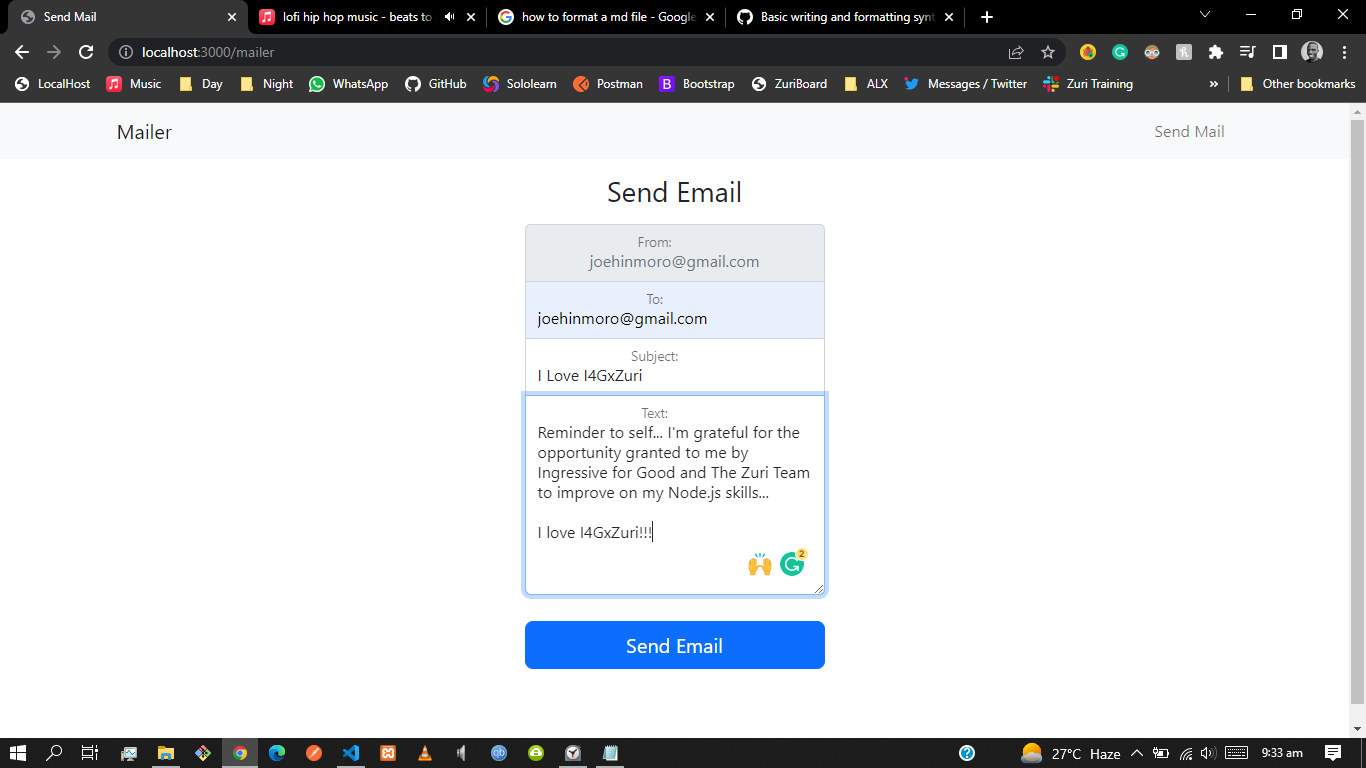 Send Mail
lofi hip hop music - beats to
how to format a md file - Google
Basic writing and formatting synt
localhost:3000/mailer
LocalHost
Music
Day
Night
WhatsApp
GitHub
Sololearn
Postman
B
Bootstrap
ZuriBoard
ALX
Messages / Twitter
Zuri Training
»
Other bookmarks
Mailer
Send Mail
Send Email
From:
joehinmoro@gmail.com
To:
joehinmoro@gmail.com
Subject:
I Love I4GxZuri
Text:
Reminder to self... I'm grateful for the
opportunity granted to me by
Ingressive for Good and The Zuri Team
to improve on my Node.js skills...
I love I4GxZuri!!!
2
Send Email
27°C Haze
9:33 am